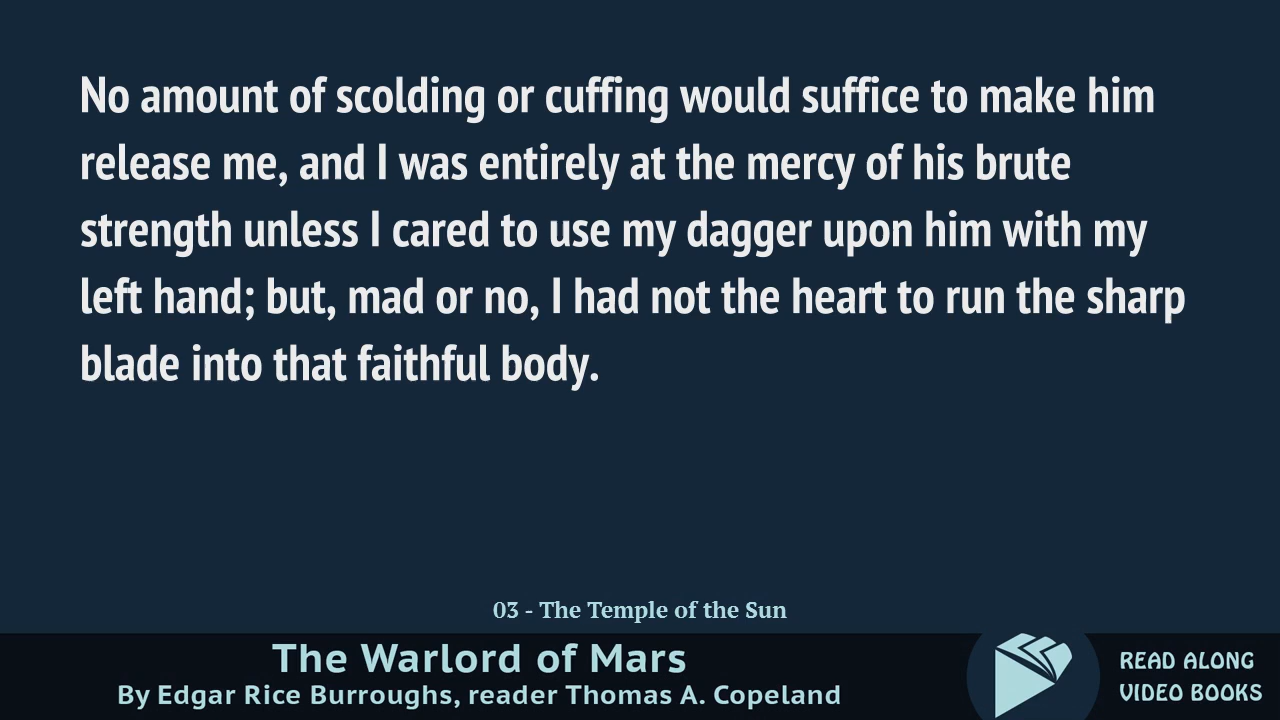 No amount of scolding or cuffing would suffice to make him
release me, and I was entirely at the mercy of his brute
strength unless I cared to use my dagger upon him with my
left hand; but, mad or no, I had not the heart to run the sharp
blade into that faithful body.
03 - The Temple of the Sun
The Warlord of Mars
By Edgar Rice Burroughs, reader Thomas A. Copeland
READ ALONG
VIDEO BOOKS